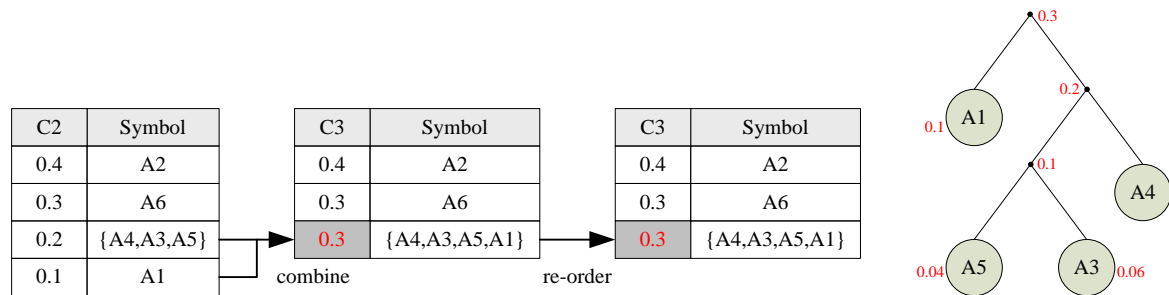 C2 Symbol
0.4 A2
0.3 A6
0.2 {A4,A3,A5}
0.1 A1
combine
C3 Symbol
0.4 A2
0.3 A6
0.3 {A4,A3,A5,A1}
re-order
C3 Symbol
0.4 A2
0.3 A6
0.3 {A4,A3,A5,A1}
0.3
0.2
0.1 A1
0.1
A4
0.04 A5 A3 0.06